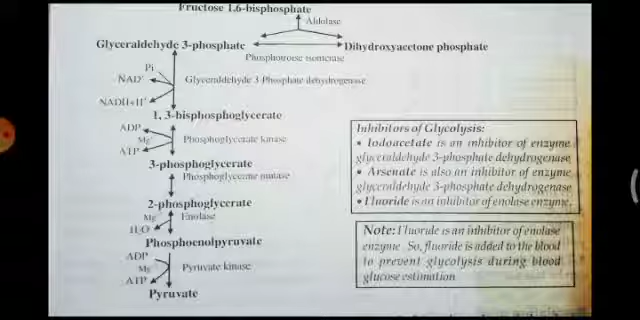 Fructose 1,6-bisphosphate
Aldolase
Glyceraldehyde 3-phosphate
Dihydroxyacetone phosphate
Phosphotriose isomerase
Pi
NAD+
Glyceraldehyde 3 Phosphate dehydrogenase
NADH+H+
1, 3-bisphosphoglycerate
ADP
Mg
Phosphoglycerate kinase
ATP
3-phosphoglycerate
Phosphoglycerate mutase
2-phosphoglycerate
Mg
Enolase
H2O
Phosphoenolpyruvate
ADP
Mg
Pyruvate kinase
ATP
Pyruvate
Inhibitors of Glycolysis:
• Iodoacetate is an inhibitor of enzyme
glyceraldehyde 3-phosphate dehydrogenase
• Arsenate is also an inhibitor of enzyme
glyceraldehyde 3-phosphate dehydrogenase
• Fluoride is an inhibitor of enolase enzyme.
Note: Fluoride is an inhibitor of enolase
enzyme. So, fluoride is added to the blood
to prevent glycolysis during blood
glucose estimation